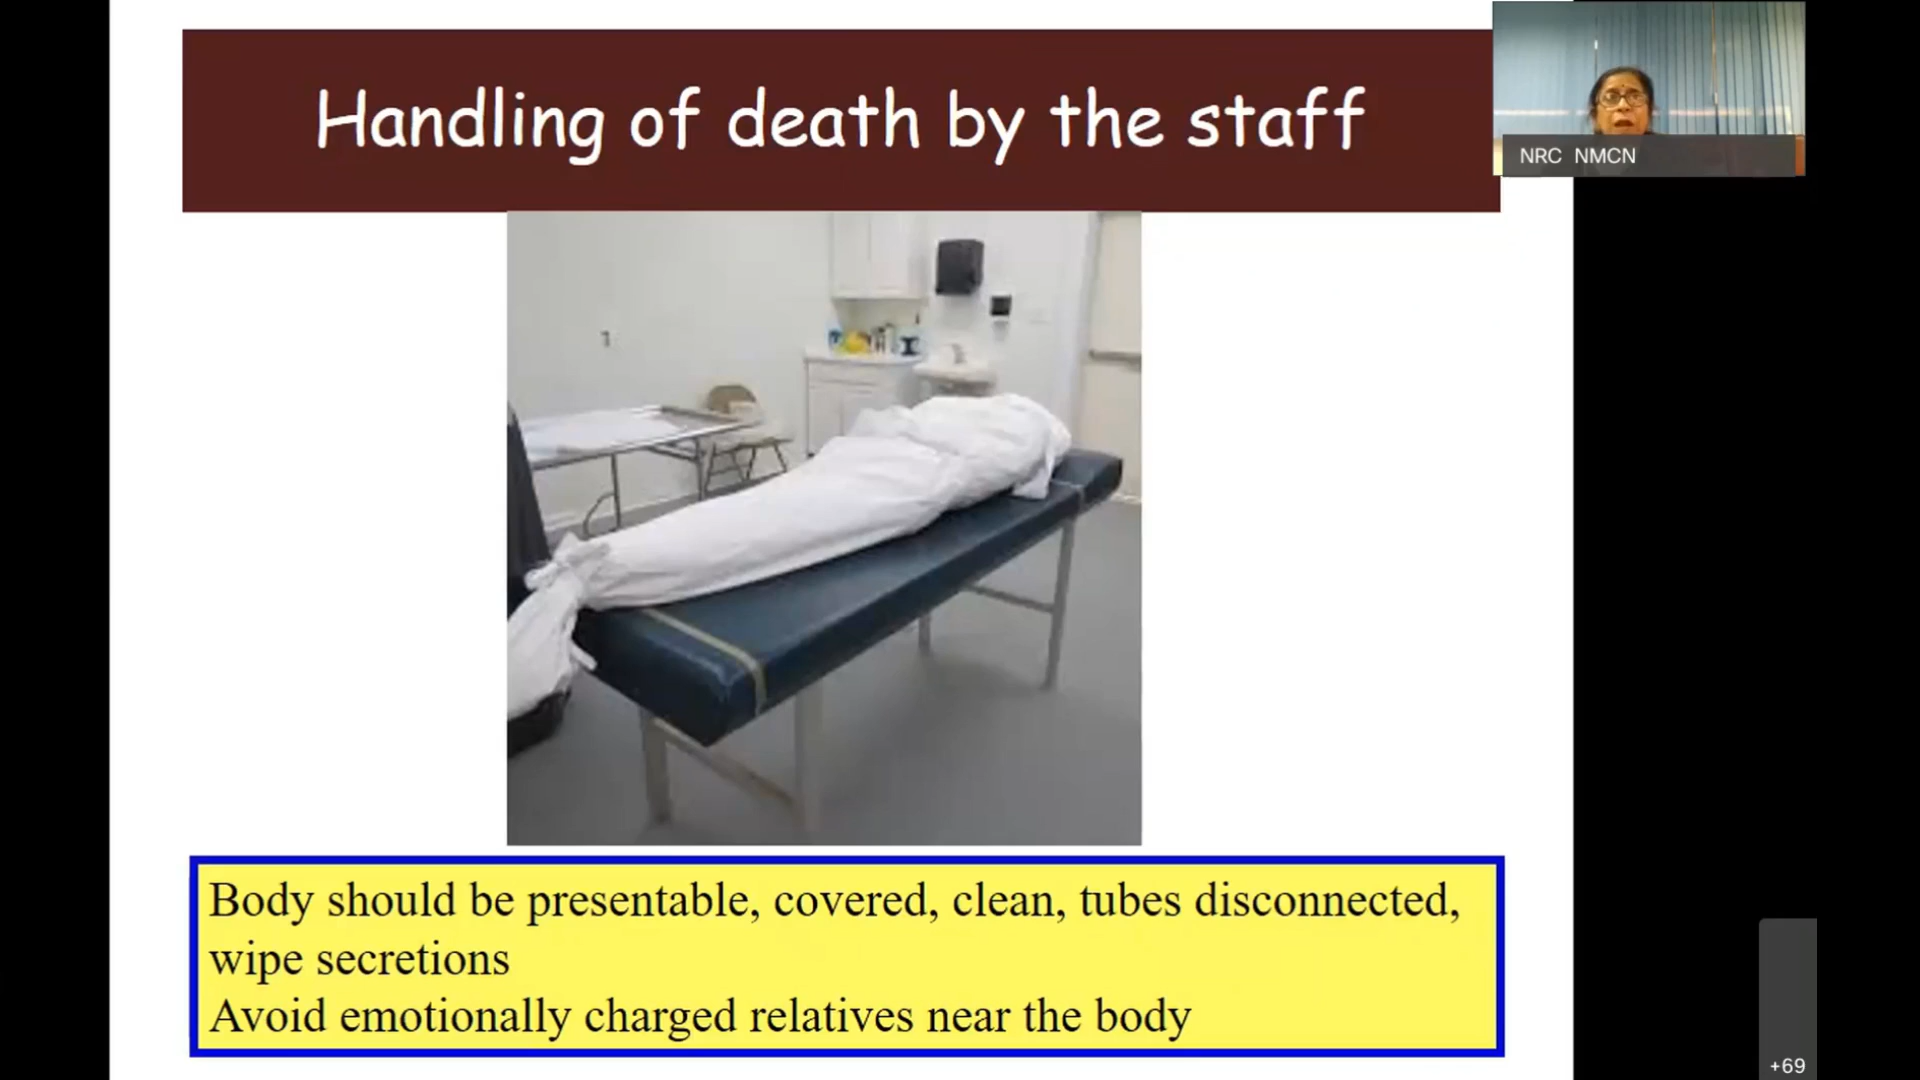 Handling of death by the staff
NRC NMCN
Body should be presentable, covered, clean, tubes disconnected,
wipe secretions
Avoid emotionally charged relatives near the body
+69